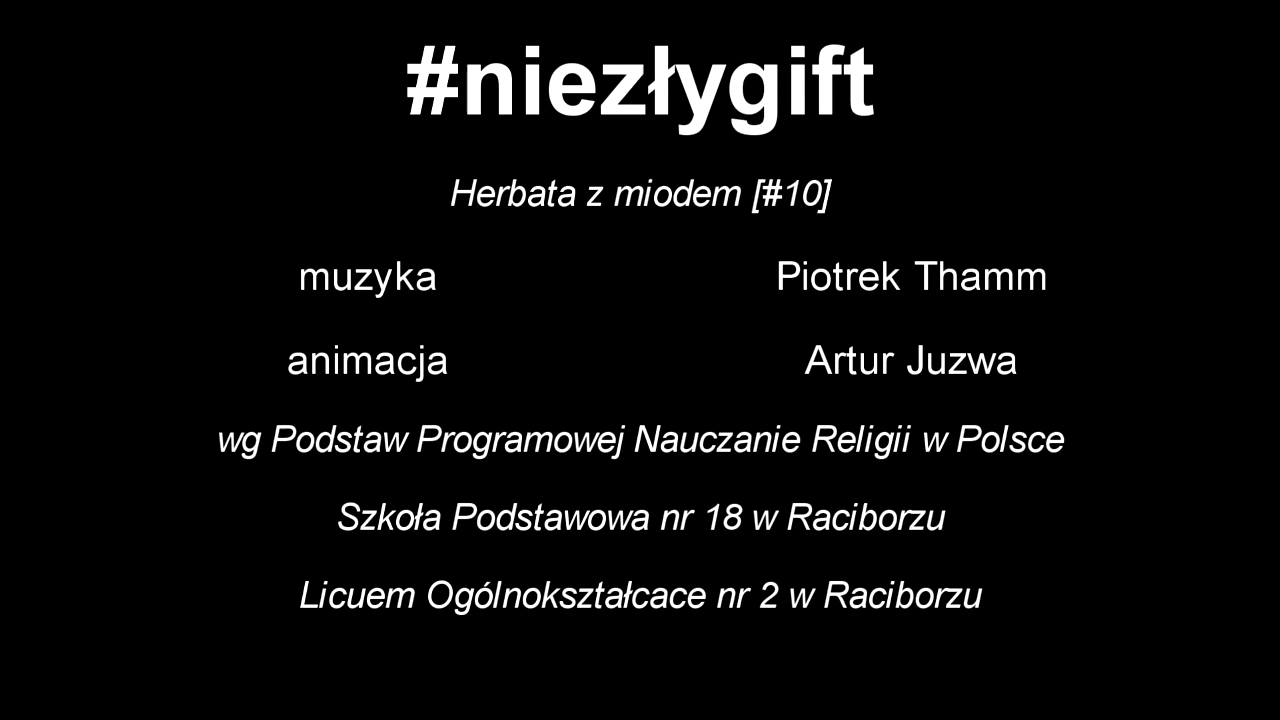 #niezłygift
Herbata z miodem [#10]
muzyka Piotrek Thamm
animacja Artur Juzwa
wg Podstaw Programowej Nauczanie Religii w Polsce
Szkoła Podstawowa nr 18 w Raciborzu
Licuem Ogólnokształcace nr 2 w Raciborzu